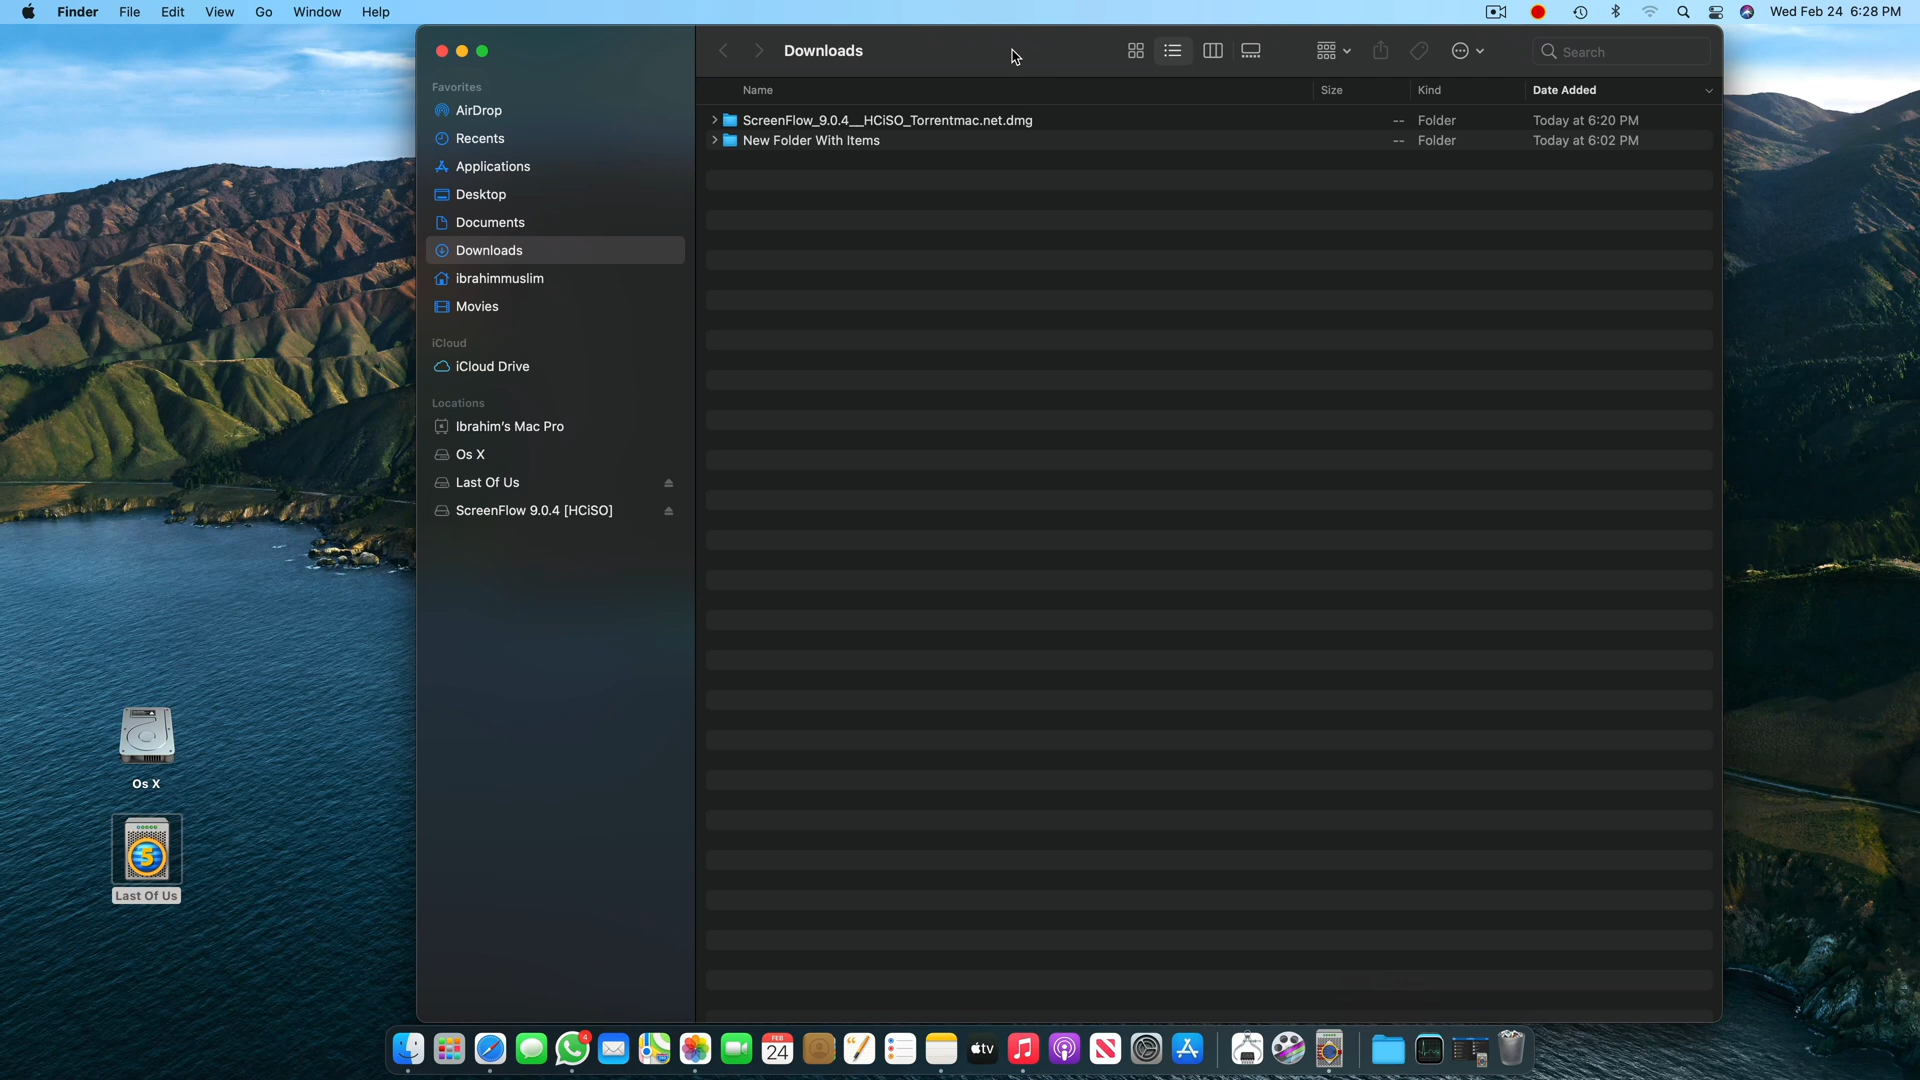 Finder File Edit View Go Window Help
Wed Feb 24 6:28 PM
Downloads
Search
Favorites
AirDrop
Recents
Applications
Desktop
Documents
Downloads
ibrahimmuslim
Movies
iCloud
iCloud Drive
Locations
Ibrahim's Mac Pro
Os X
Last Of Us
ScreenFlow 9.0.4 [HCiSO]
Name Size Kind Date Added
ScreenFlow_9.0.4__HCiSO_Torrentmac.net.dmg -- Folder Today at 6:20 PM
New Folder With Items -- Folder Today at 6:02 PM
Os X
5
Last Of Us
4
FEB
24
tv